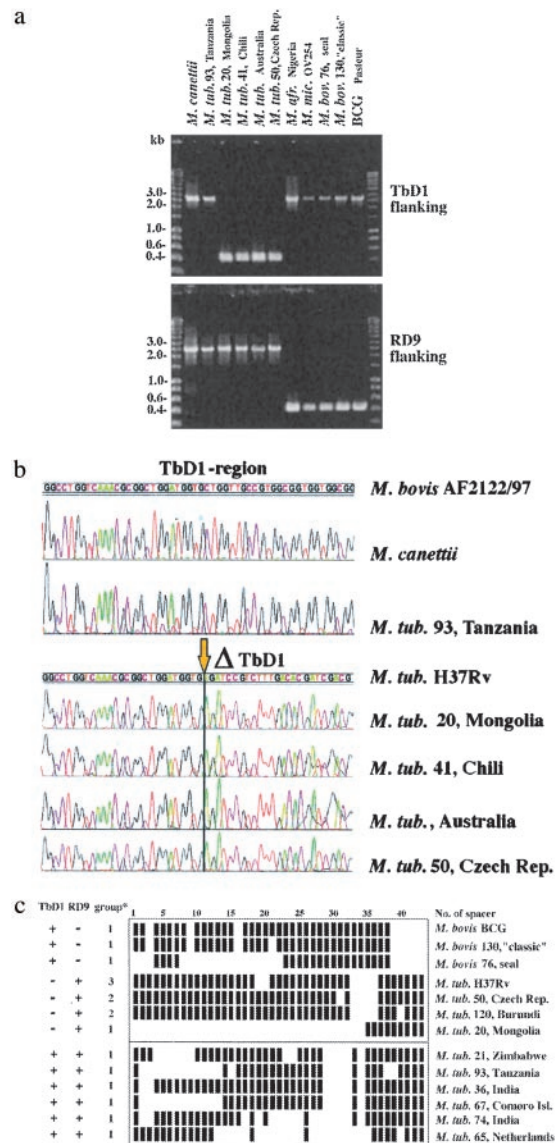 a
M. canettii
M. tub. 93, Tanzania
M. tub. 20, Mongolia
M. tub. 41, Chili
M. tub. Australia
M. tub. 50, Czech Rep.
M. afr. Nigeria
M. mic. OV254
M. bov. 76, seal
M. bov. 130, "classic"
BCG Pasteur
kb
3.0-
2.0-
1.0-
0.6-
0.4-
TbD1
flanking
3.0-
2.0-
1.0-
0.6-
0.4-
RD9
flanking
b
TbD1-region
M. bovis AF2122/97
M. canettii
M. tub. 93, Tanzania
Δ TbD1
M. tub. H37Rv
M. tub. 20, Mongolia
M. tub. 41, Chili
M. tub., Australia
M. tub. 50, Czech Rep.
c
TbD1 RD9 group* 1 5 10 15 20 25 30 35 40 No. of spacer
+ - 1 M. bovis BCG
+ - 1 M. bovis 130, "classic"
+ - 1 M. bovis 76, seal
- + 3 M. tub. H37Rv
- + 2 M. tub. 50, Czech Rep.
- + 2 M. tub. 120, Burundi
- + 1 M. tub. 20, Mongolia
+ + 1 M. tub. 21, Zimbabwe
+ + 1 M. tub. 93, Tanzania
+ + 1 M. tub. 36, India
+ + 1 M. tub. 67, Comoro Isl.
+ + 1 M. tub. 74, India
+ + 1 M. tub. 65, Netherlands